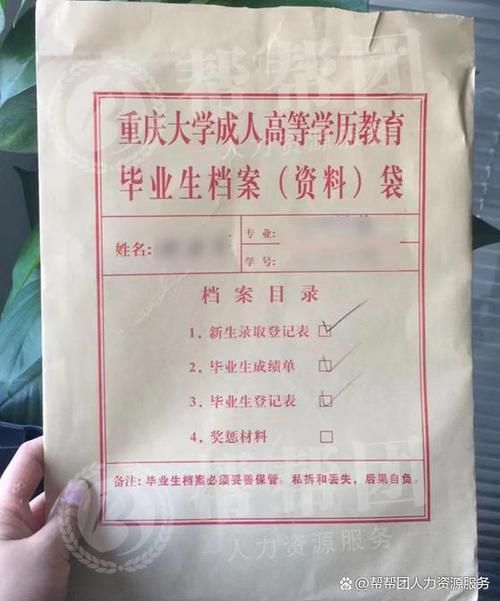 帮帮团
人力资源服务
重庆大学成人高等学历教育
毕业生档案（资料）袋
姓名:
专业:
学号:
档案目录
1. 新生录取登记表 □
2. 毕业生成绩单 □
3. 毕业生登记表 □
4. 奖惩材料 □
备注: 毕业生档案必须妥善保管。私拆和丢失, 后果自负。
帮帮团
人力资源服务
@帮帮团人力资源服务